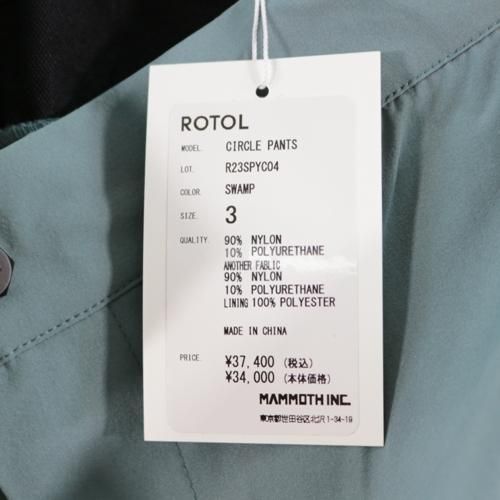 ROTOL
MODEL. CIRCLE PANTS
LOT. R23SPYC04
COLOR. SWAMP
SIZE. 3
QUALITY. 90% NYLON
10% POLYURETHANE
ANOTHER FABLIC
90% NYLON
10% POLYURETHANE
LINING 100% POLYESTER
MADE IN CHINA
PRICE. ¥37,400 (税込)
¥34,000 (本体価格)
MAMMOTH INC.
東京都世田谷区北沢1-34-19